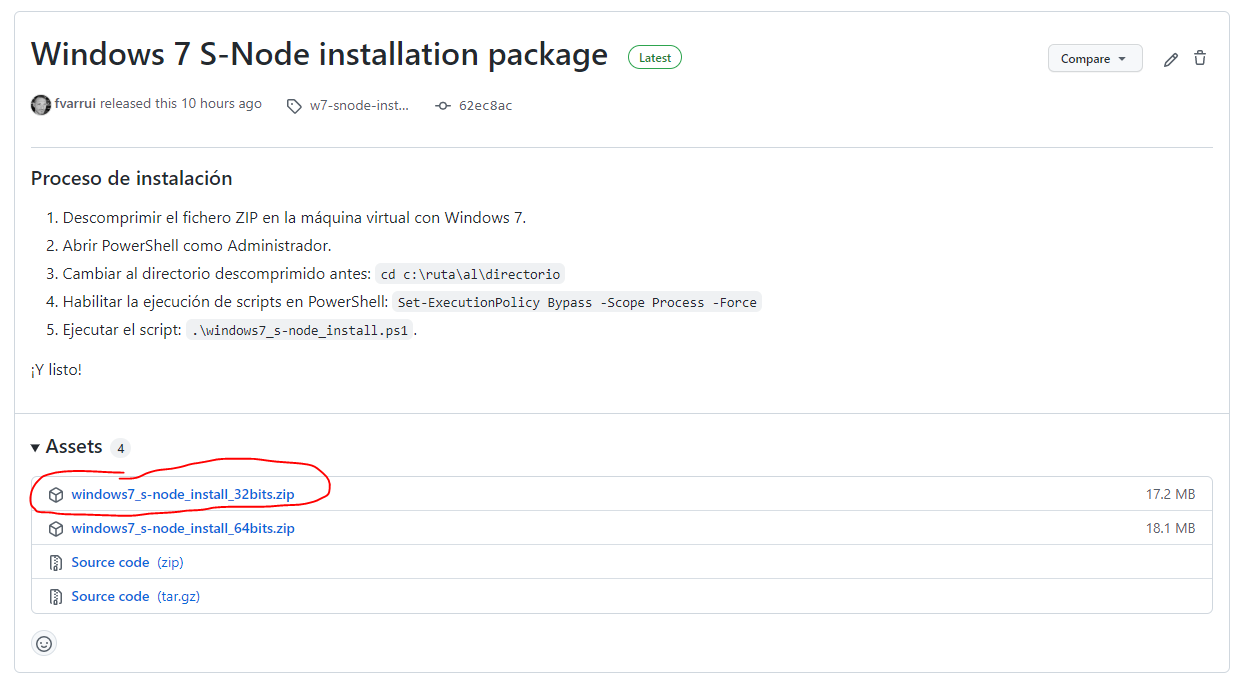 Windows 7 S-Node installation package Latest Compare
fvarrui released this 10 hours ago w7-snode-inst... 62ec8ac
Proceso de instalación
1. Descomprimir el fichero ZIP en la máquina virtual con Windows 7.
2. Abrir PowerShell como Administrador.
3. Cambiar al directorio descomprimido antes: cd c:\ruta\al\directorio
4. Habilitar la ejecución de scripts en PowerShell: Set-ExecutionPolicy Bypass -Scope Process -Force
5. Ejecutar el script: .\windows7_s-node_install.ps1.
¡Y listo!
Assets 4
windows7_s-node_install_32bits.zip 17.2 MB
windows7_s-node_install_64bits.zip 18.1 MB
Source code (zip)
Source code (tar.gz)